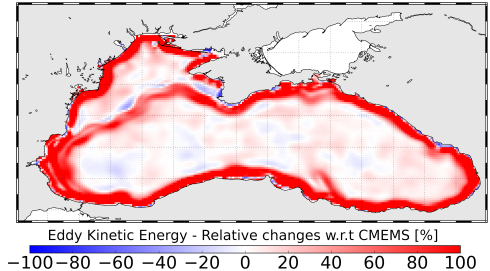 Eddy Kinetic Energy - Relative changes w.r.t CMEMS [%]
−100 −80 −60 −40 −20 0 20 40 60 80 100